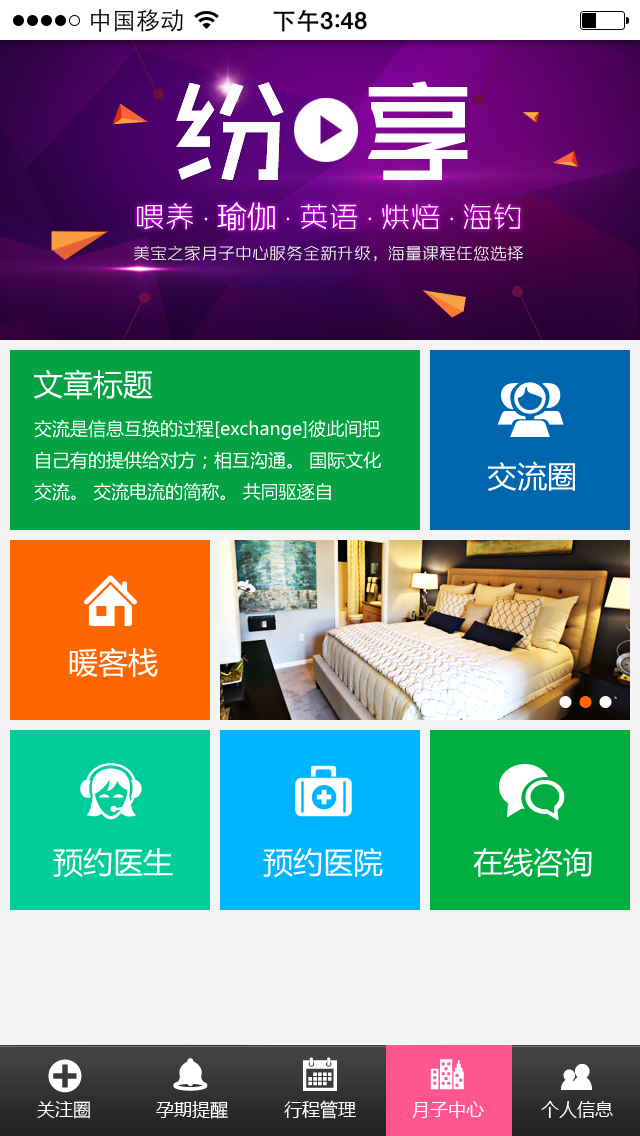 中国移动
下午3:48
纷享
喂养·瑜伽·英语·烘焙·海钓
美宝之家月子中心服务全新升级，海量课程任您选择
文章标题
交流是信息互换的过程[exchange]彼此间把
自己有的提供给对方；相互沟通。 国际文化
交流。 交流电流的简称。 共同驱逐自
交流圈
暖客栈
预约医生
预约医院
在线咨询
关注圈
孕期提醒
行程管理
月子中心
个人信息